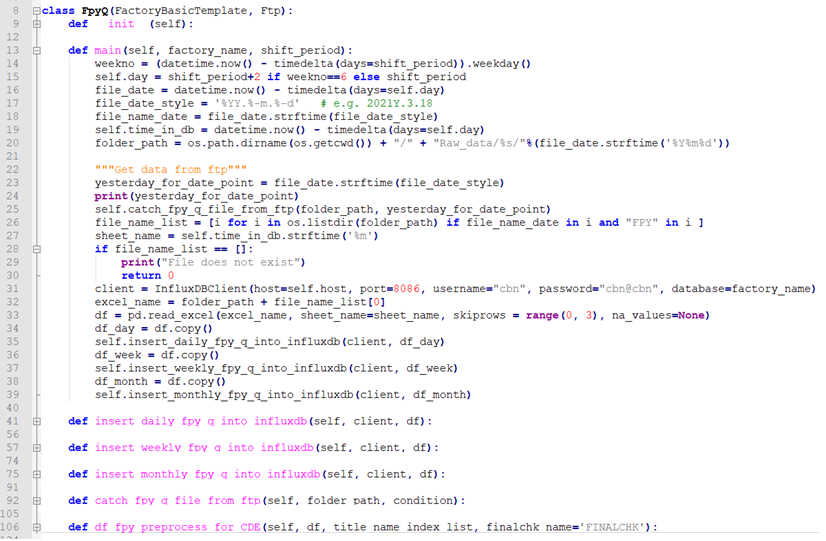 8 class FpyQ(FactoryBasicTemplate, Ftp):
9 def __init__(self):
12
13 def main(self, factory_name, shift_period):
14 weekno = (datetime.now() - timedelta(days=shift_period)).weekday()
15 self.day = shift_period+2 if weekno==6 else shift_period
16 file_date = datetime.now() - timedelta(days=self.day)
17 file_date_style = '%YY.%-m.%-d' # e.g. 2021Y.3.18
18 file_name_date = file_date.strftime(file_date_style)
19 self.time_in_db = datetime.now() - timedelta(days=self.day)
20 folder_path = os.path.dirname(os.getcwd()) + "/" + "Raw_data/%s/"%(file_date.strftime('%Y%m%d'))
21
22 """Get data from ftp"""
23 yesterday_for_date_point = file_date.strftime(file_date_style)
24 print(yesterday_for_date_point)
25 self.catch_fpy_q_file_from_ftp(folder_path, yesterday_for_date_point)
26 file_name_list = [i for i in os.listdir(folder_path) if file_name_date in i and "FPY" in i ]
27 sheet_name = self.time_in_db.strftime('%m')
28 if file_name_list == []:
29 print("File does not exist")
30 return 0
31 client = InfluxDBClient(host=self.host, port=8086, username="cbn", password="cbn@cbn", database=factory_name)
32 excel_name = folder_path + file_name_list[0]
33 df = pd.read_excel(excel_name, sheet_name=sheet_name, skiprows = range(0, 3), na_values=None)
34 df_day = df.copy()
35 self.insert_daily_fpy_q_into_influxdb(client, df_day)
36 df_week = df.copy()
37 self.insert_weekly_fpy_q_into_influxdb(client, df_week)
38 df_month = df.copy()
39 self.insert_monthly_fpy_q_into_influxdb(client, df_month)
40
41 def insert_daily_fpy_q_into_influxdb(self, client, df):
56
57 def insert_weekly_fpy_q_into_influxdb(self, client, df):
74
75 def insert_monthly_fpy_q_into_influxdb(self, client, df):
91
92 def catch_fpy_q_file_from_ftp(self, folder_path, condition):
105
106 def df_fpy_preprocess_for_CDE(self, df, title_name_index_list, finalchk_name='FINALCHK'):